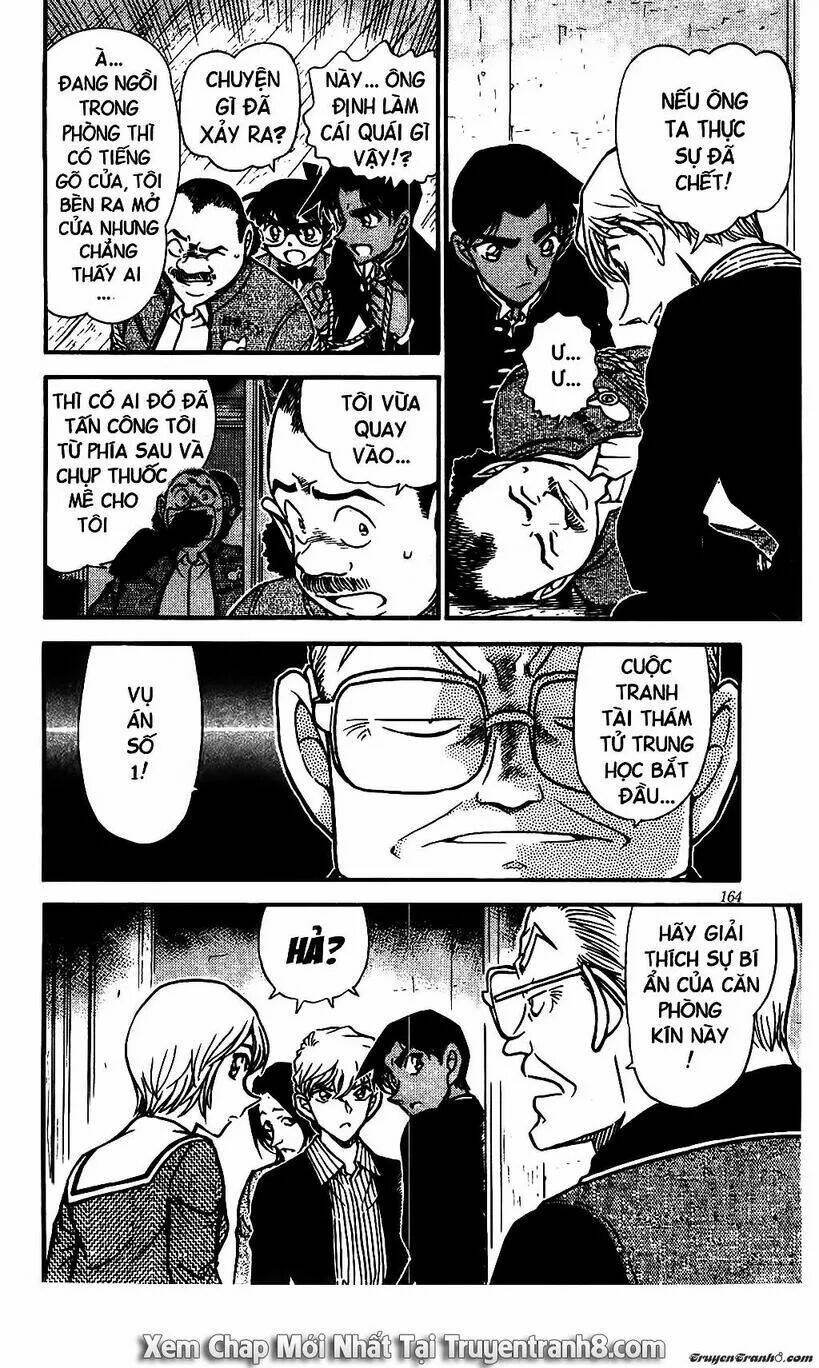 NẾU ÔNG
TA THỰC
SỰ ĐÃ
CHẾT!
Ư...
Ư...
NÀY... ÔNG
ĐỊNH LÀM
CÁI QUÁI GÌ
VẬY!?
CHUYỆN
GÌ ĐÃ
XẢY RA?
À...
ĐANG NGỒI
TRONG
PHÒNG THÌ
CÓ TIẾNG
GÕ CỬA, TÔI
BÈN RA MỞ
CỬA NHƯNG
CHẲNG
THẤY AI
...
TÔI VỪA
QUAY
VÀO...
THÌ CÓ AI ĐÓ ĐÃ
TẤN CÔNG TÔI
TỪ PHÍA SAU VÀ
CHỤP THUỐC
MÊ CHO
TÔI
CUỘC
TRANH
TÀI THÁM
TỬ TRUNG
HỌC BẮT
ĐẦU...
VỤ
ÁN
SỐ
1!
164
HÃY GIẢI
THÍCH SỰ BÍ
ẨN CỦA CĂN
PHÒNG
KÍN NÀY
!
HẢ?
Xem Chap Mới Nhất Tại Truyentranh8.com
TruyenTranh8.com